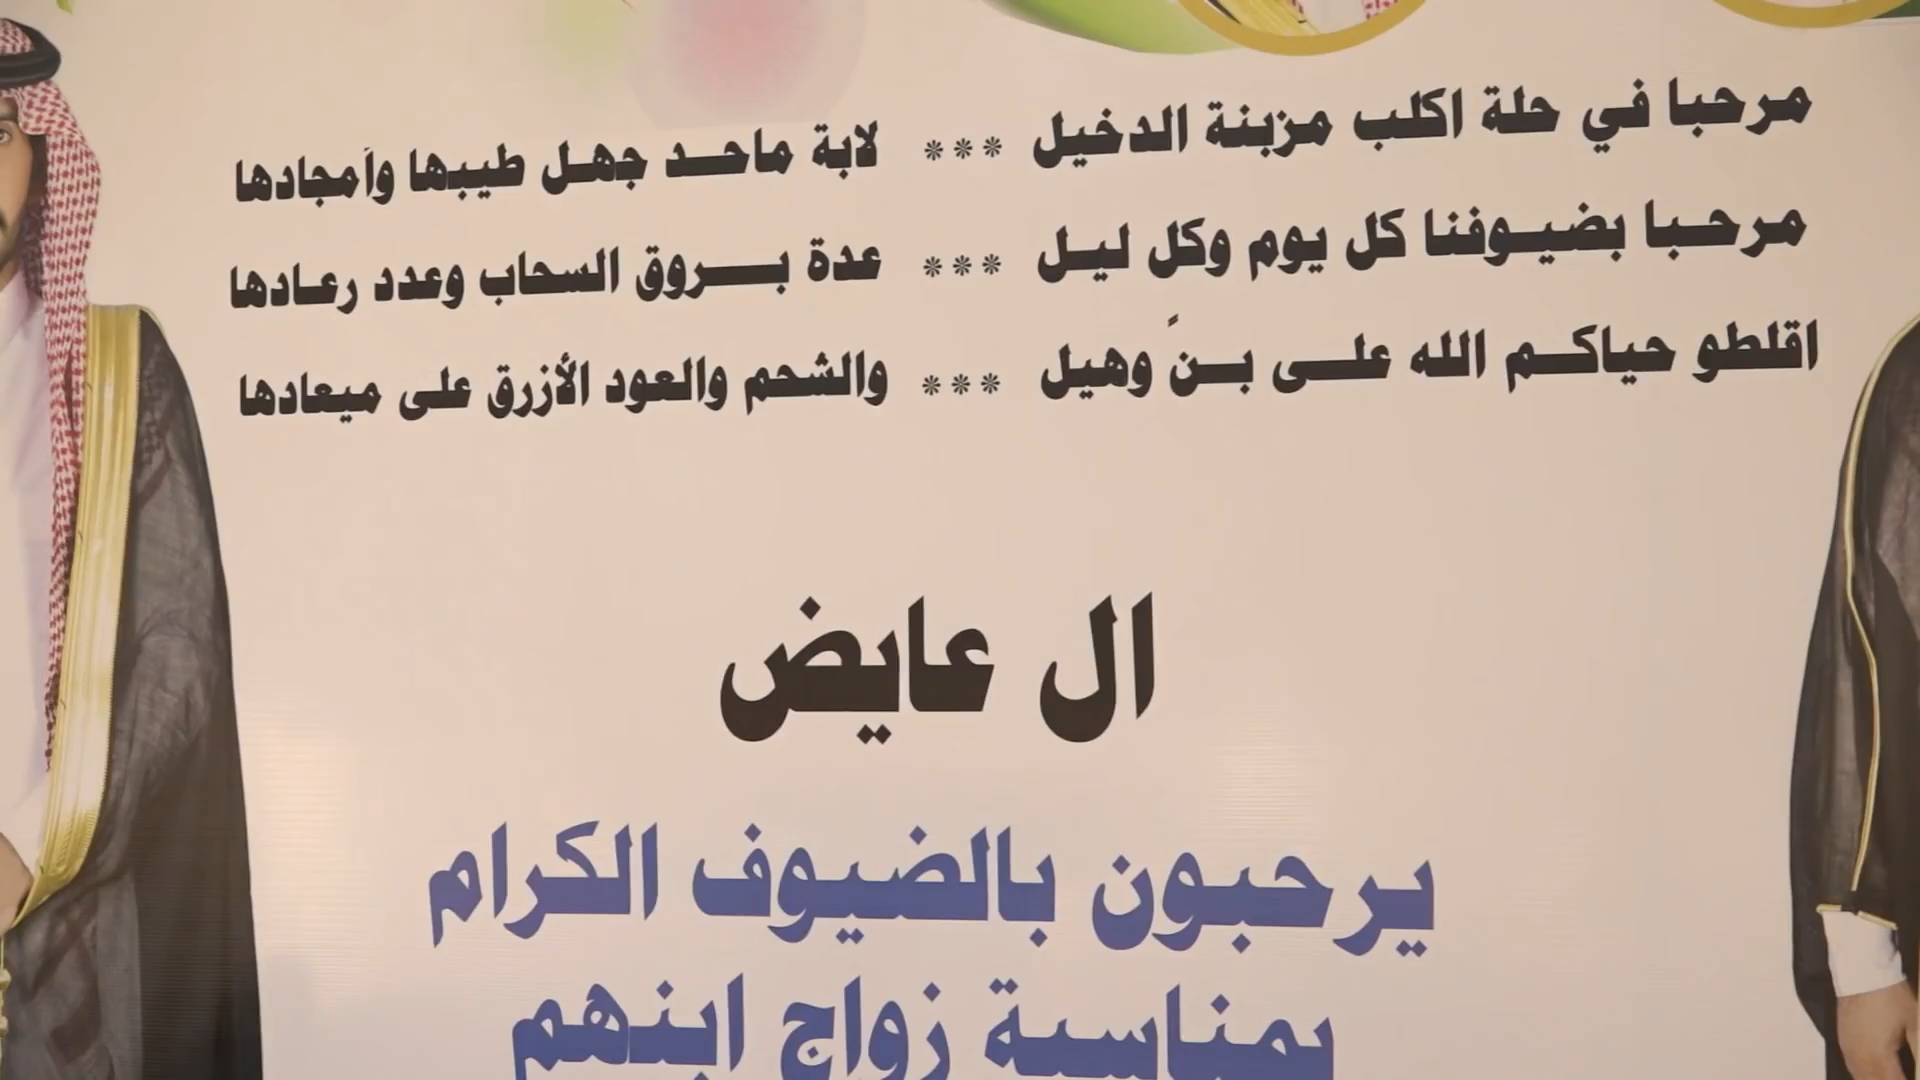 مرحبا في حلة اكلب مزبنة الدخيل *** لابة ماحد جهل طيبها وأمجادها
مرحبا بضيوفنا كل يوم وكل ليل *** عدة بروق السحاب وعدد رعادها
اقلطو حياكم الله على بنً وهيل *** والشحم والعود الأزرق على ميعادها
ال عايض
يرحبون بالضيوف الكرام
بمناسبة زواج ابنهم